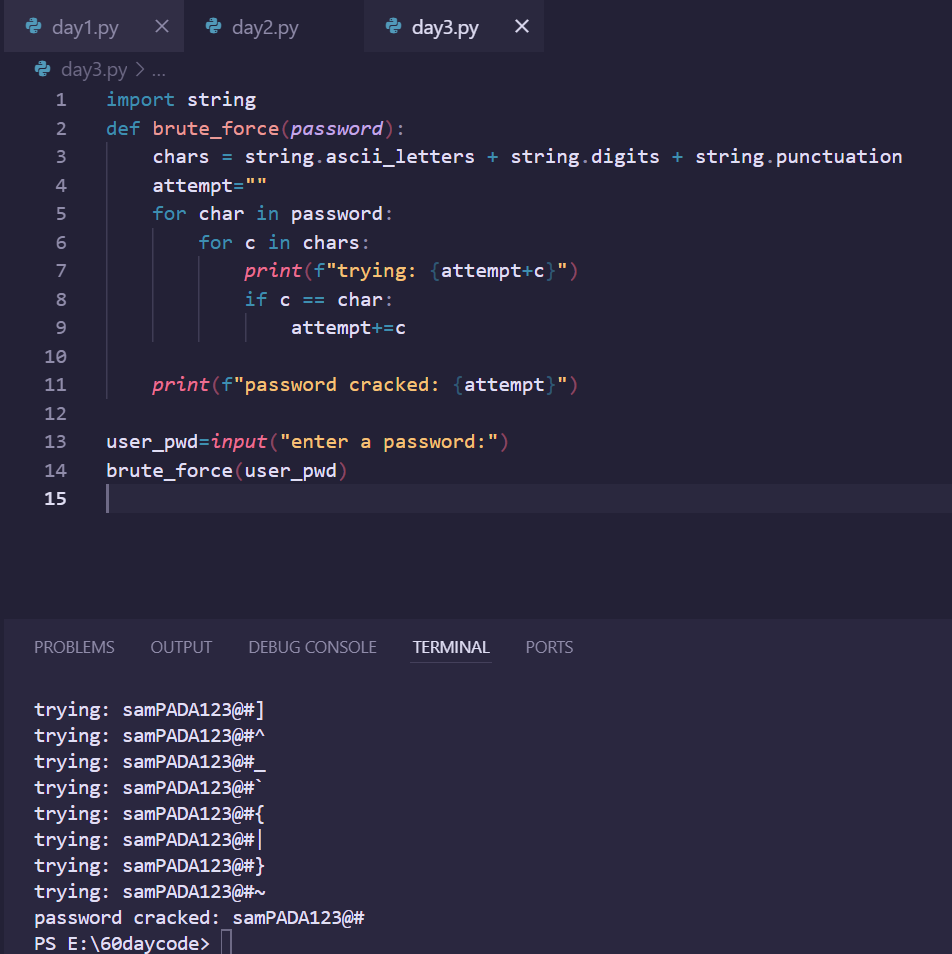 day1.py
day2.py
day3.py
day3.py > ...
1 import string
2 def brute_force(password):
3     chars = string.ascii_letters + string.digits + string.punctuation
4     attempt=""
5     for char in password:
6         for c in chars:
7             print(f"trying: {attempt+c}")
8             if c == char:
9                 attempt+=c
10
11     print(f"password cracked: {attempt}")
12
13 user_pwd=input("enter a password:")
14 brute_force(user_pwd)
15
PROBLEMS OUTPUT DEBUG CONSOLE TERMINAL PORTS
trying: samPADA123@#]
trying: samPADA123@#^
trying: samPADA123@#_
trying: samPADA123@#`
trying: samPADA123@#{
trying: samPADA123@#|
trying: samPADA123@#}
trying: samPADA123@#~
password cracked: samPADA123@#
PS E:\60daycode>